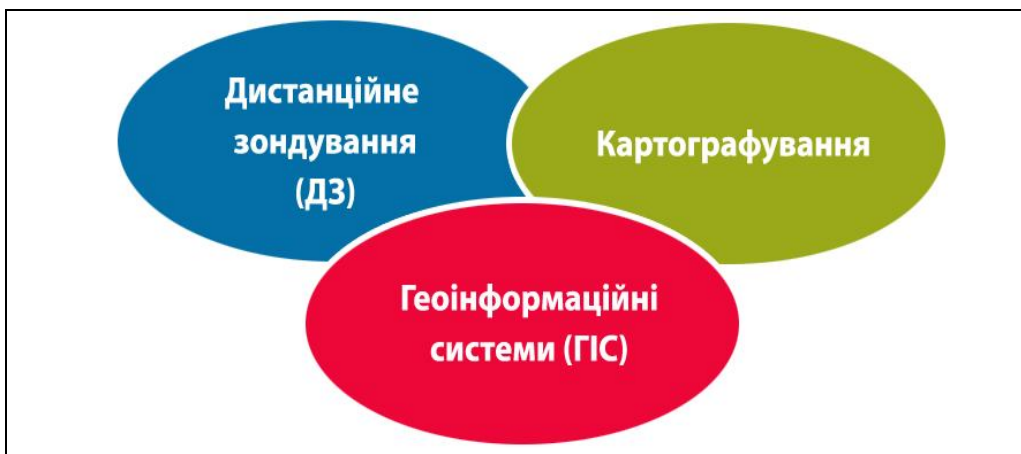 Дистанційне
зондування
(ДЗ)
Картографування
Геоінформаційні
системи (ГІС)